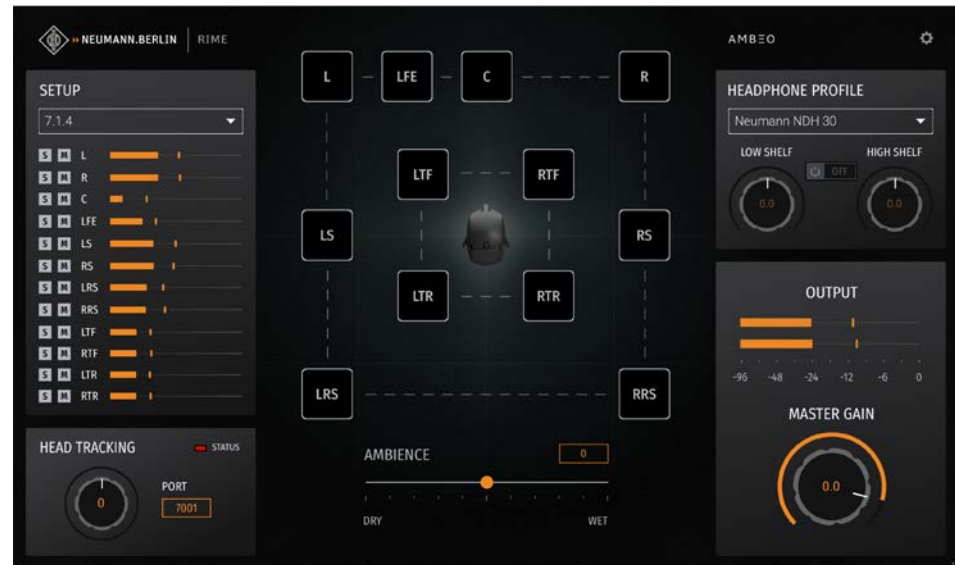 NEUMANN.BERLIN | RIME
AMBΞO
SETUP
7.1.4
S M L
S M R
S M C
S M LFE
S M LS
S M RS
S M LRS
S M RRS
S M LTF
S M RTF
S M LTR
S M RTR
HEAD TRACKING STATUS
0
PORT
7001
L LFE C R
LTF RTF
LS RS
LTR RTR
LRS RRS
AMBIENCE 0
DRY WET
HEADPHONE PROFILE
Neumann NDH 30
LOW SHELF HIGH SHELF
OFF
0.0 0.0
OUTPUT
-96 -48 -24 -12 -6 0
MASTER GAIN
0.0